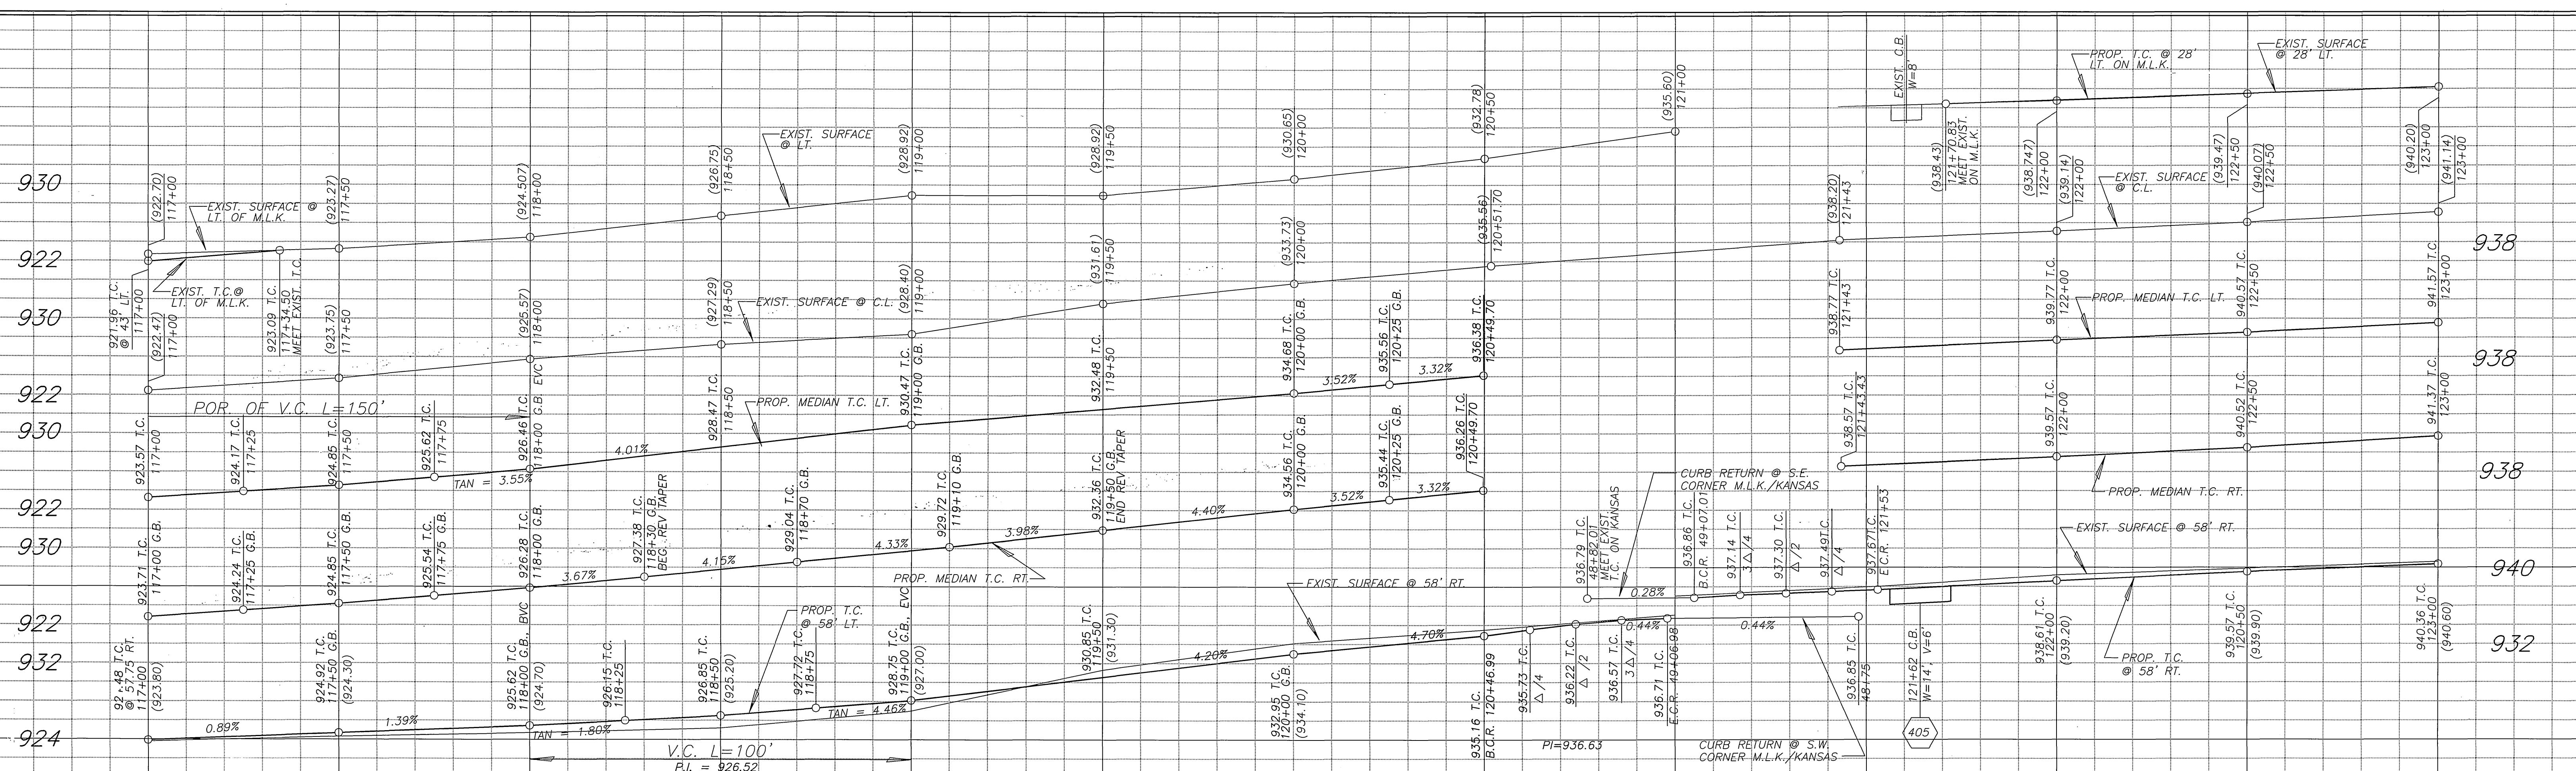 PROP. T.C. @ 28'
LT. ON M.L.K.
EXIST. SURFACE
@ 28' LT.
EXIST. C.B.
W=8'
EXIST. SURFACE
@ LT.
930
(922.70)
117+00
EXIST. SURFACE @
LT. OF M.L.K.
(923.27)
117+50
(924.507)
118+00
(926.75)
118+50
(928.92)
119+00
(928.92)
119+50
(930.65)
120+00
(932.78)
120+50
(935.60)
121+00
(938.43)
121+70.83
MEET EXIST.
ON M.L.K.
(938.747)
122+00
(939.14)
122+00
(939.47)
122+50
(940.07)
122+50
(940.20)
123+00
(941.14)
123+00
EXIST. SURFACE
@ C.L.
922
938
921.96 T.C.
@ 43' LT.
117+00
(922.47)
117+00
EXIST. T.C.@
LT. OF M.L.K.
923.09 T.C.
117+34.50
MEET EXIST. T.C.
(923.75)
117+50
(925.57)
118+00
(927.29)
118+50
EXIST. SURFACE @ C.L.
(928.40)
119+00
(931.61)
119+50
(933.73)
120+00
(935.56)
120+51.70
(938.20)
121+43
930
938.77 T.C.
121+43
939.77 T.C.
122+00
940.57 T.C.
122+50
941.57 T.C.
123+00
PROP. MEDIAN T.C. LT.
938
922
POR. OF V.C. L=150'
930
923.57 T.C.
117+00
924.17 T.C.
117+25
924.85 T.C.
117+50
925.62 T.C.
117+75
926.46 T.C.
118+00 G.B. EVC
TAN = 3.55%
4.01%
928.47 T.C.
118+50
PROP. MEDIAN T.C. LT.
930.47 T.C.
119+00 G.B.
932.48 T.C.
119+50
934.68 T.C.
120+00 G.B.
3.52%
935.56 T.C.
120+25 G.B.
3.32%
936.38 T.C.
120+49.70
938.57 T.C.
121+43.43
939.57 T.C.
122+00
940.52 T.C.
122+50
941.37 T.C.
123+00
PROP. MEDIAN T.C. RT.
938
922
930
923.71 T.C.
117+00 G.B.
924.24 T.C.
117+25 G.B.
924.85 T.C.
117+50 G.B.
925.54 T.C.
117+75 G.B.
926.28 T.C.
118+00 G.B.
3.67%
927.38 T.C.
118+30 G.B.
BEG. REV TAPER
4.15%
929.04 T.C.
118+70 G.B.
4.33%
929.72 T.C.
119+10 G.B.
3.98%
PROP. MEDIAN T.C. RT.
932.36 T.C.
119+50 G.B.
END REV TAPER
4.40%
934.56 T.C.
120+00 G.B.
3.52%
935.44 T.C.
120+25 G.B.
3.32%
936.26 T.C.
120+49.70
CURB RETURN @ S.E.
CORNER M.L.K./KANSAS
936.79 T.C.
48+82.01
MEET EXIST.
T.C. ON KANSAS
0.28%
936.86 T.C.
B.C.R. 49+07.01
937.14 T.C.
3△/4
937.30 T.C.
△/2
937.49T.C.
△/4
937.67T.C.
E.C.R. 121+53
EXIST. SURFACE @ 58' RT.
940
922
932
48 T.C.
@ 57.75 RT.
117+00
(923.80)
0.89%
924.92 T.C.
117+50 GB.
(924.30)
1.39%
925.62 T.C.
118+00 G.B., BVC
(924.70)
TAN = 1.80%
926.15 T.C.
118+25
926.85 T.C.
118+50
(925.20)
PROP. T.C.
@ 58' LT.
927.72 T.C.
118+75
TAN = 4.46%
928.75 T.C.
119+00 G.B., EVC
(927.00)
930.85 T.C.
119+50
(931.30)
4.20%
EXIST. SURFACE @ 58' RT.
932.95 T.C.
120+00 G.B.
(934.10)
4.70%
935.16 T.C.
B.C.R. 120+46.99
935.73 T.C.
△/4
936.22 T.C.
△/2
936.57 T.C.
3△/4
0.44%
936.71 T.C.
E.C.R. 49+06.98
0.44%
936.85 T.C.
48+75
121+62 C.B.
W=14', V=6'
405
938.61 T.C.
122+00
(939.20)
PROP. T.C.
@ 58' RT.
939.57 T.C.
120+50
(939.90)
940.36 T.C.
123+00
(940.60)
932
924
V.C. L=100'
P.I. = 926.52
PI=936.63
CURB RETURN @ S.W.
CORNER M.L.K./KANSAS